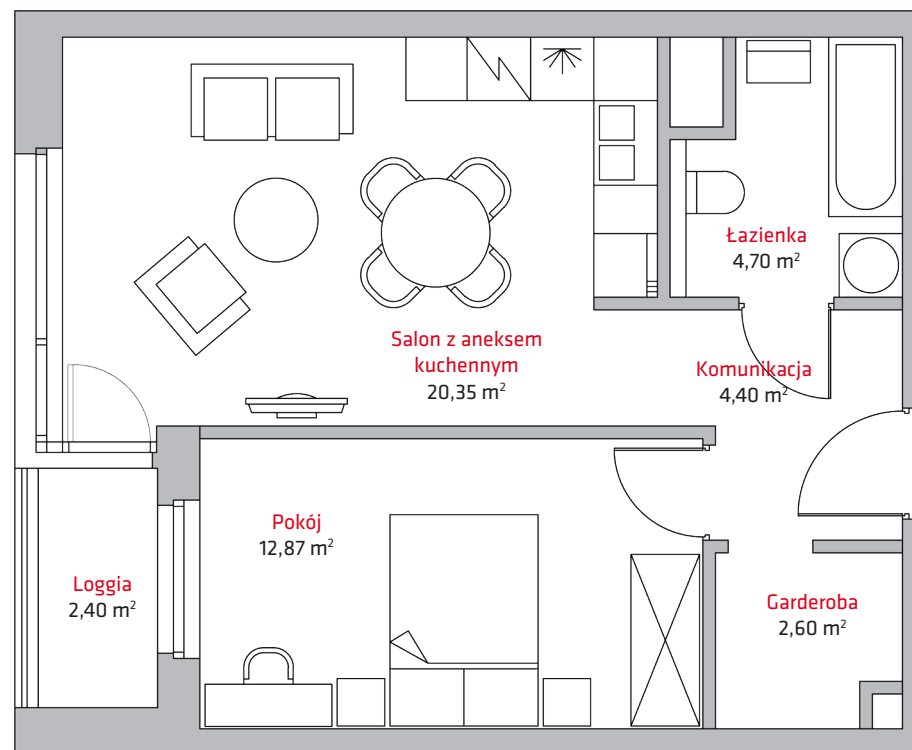 Łazienka
4,70 m²
Salon z aneksem
kuchennym
20,35 m²
Komunikacja
4,40 m²
Pokój
12,87 m²
Loggia
2,40 m²
Garderoba
2,60 m²